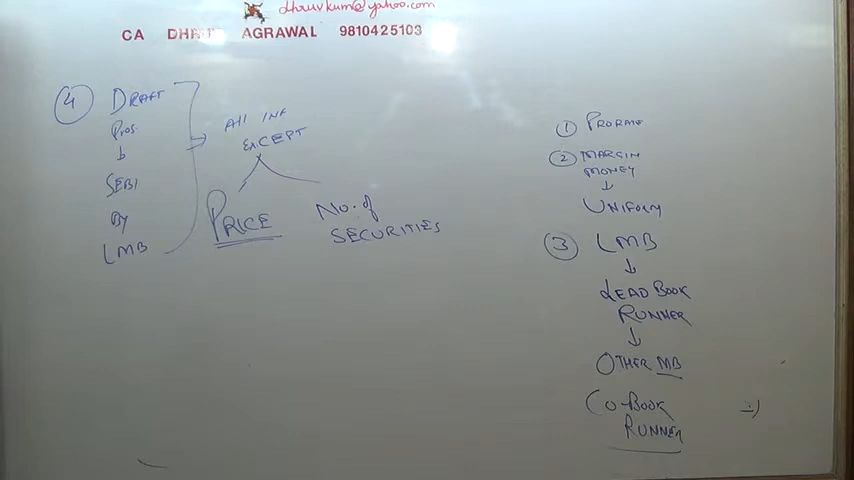 dhruvkum@yahoo.com
CA DHRUV AGRAWAL 9810425103
④ DRAFT
Pros.
↓
SEBI
By
LMB
→ All INF
EXCEPT
PRICE
No. of
SECURITIES
① PRORATE
② MARGIN
MONEY
↓
UNIFORM
③ LMB
↓
LEAD BOOK
RUNNER
↓
OTHER MB
CO-BOOK
RUNNER